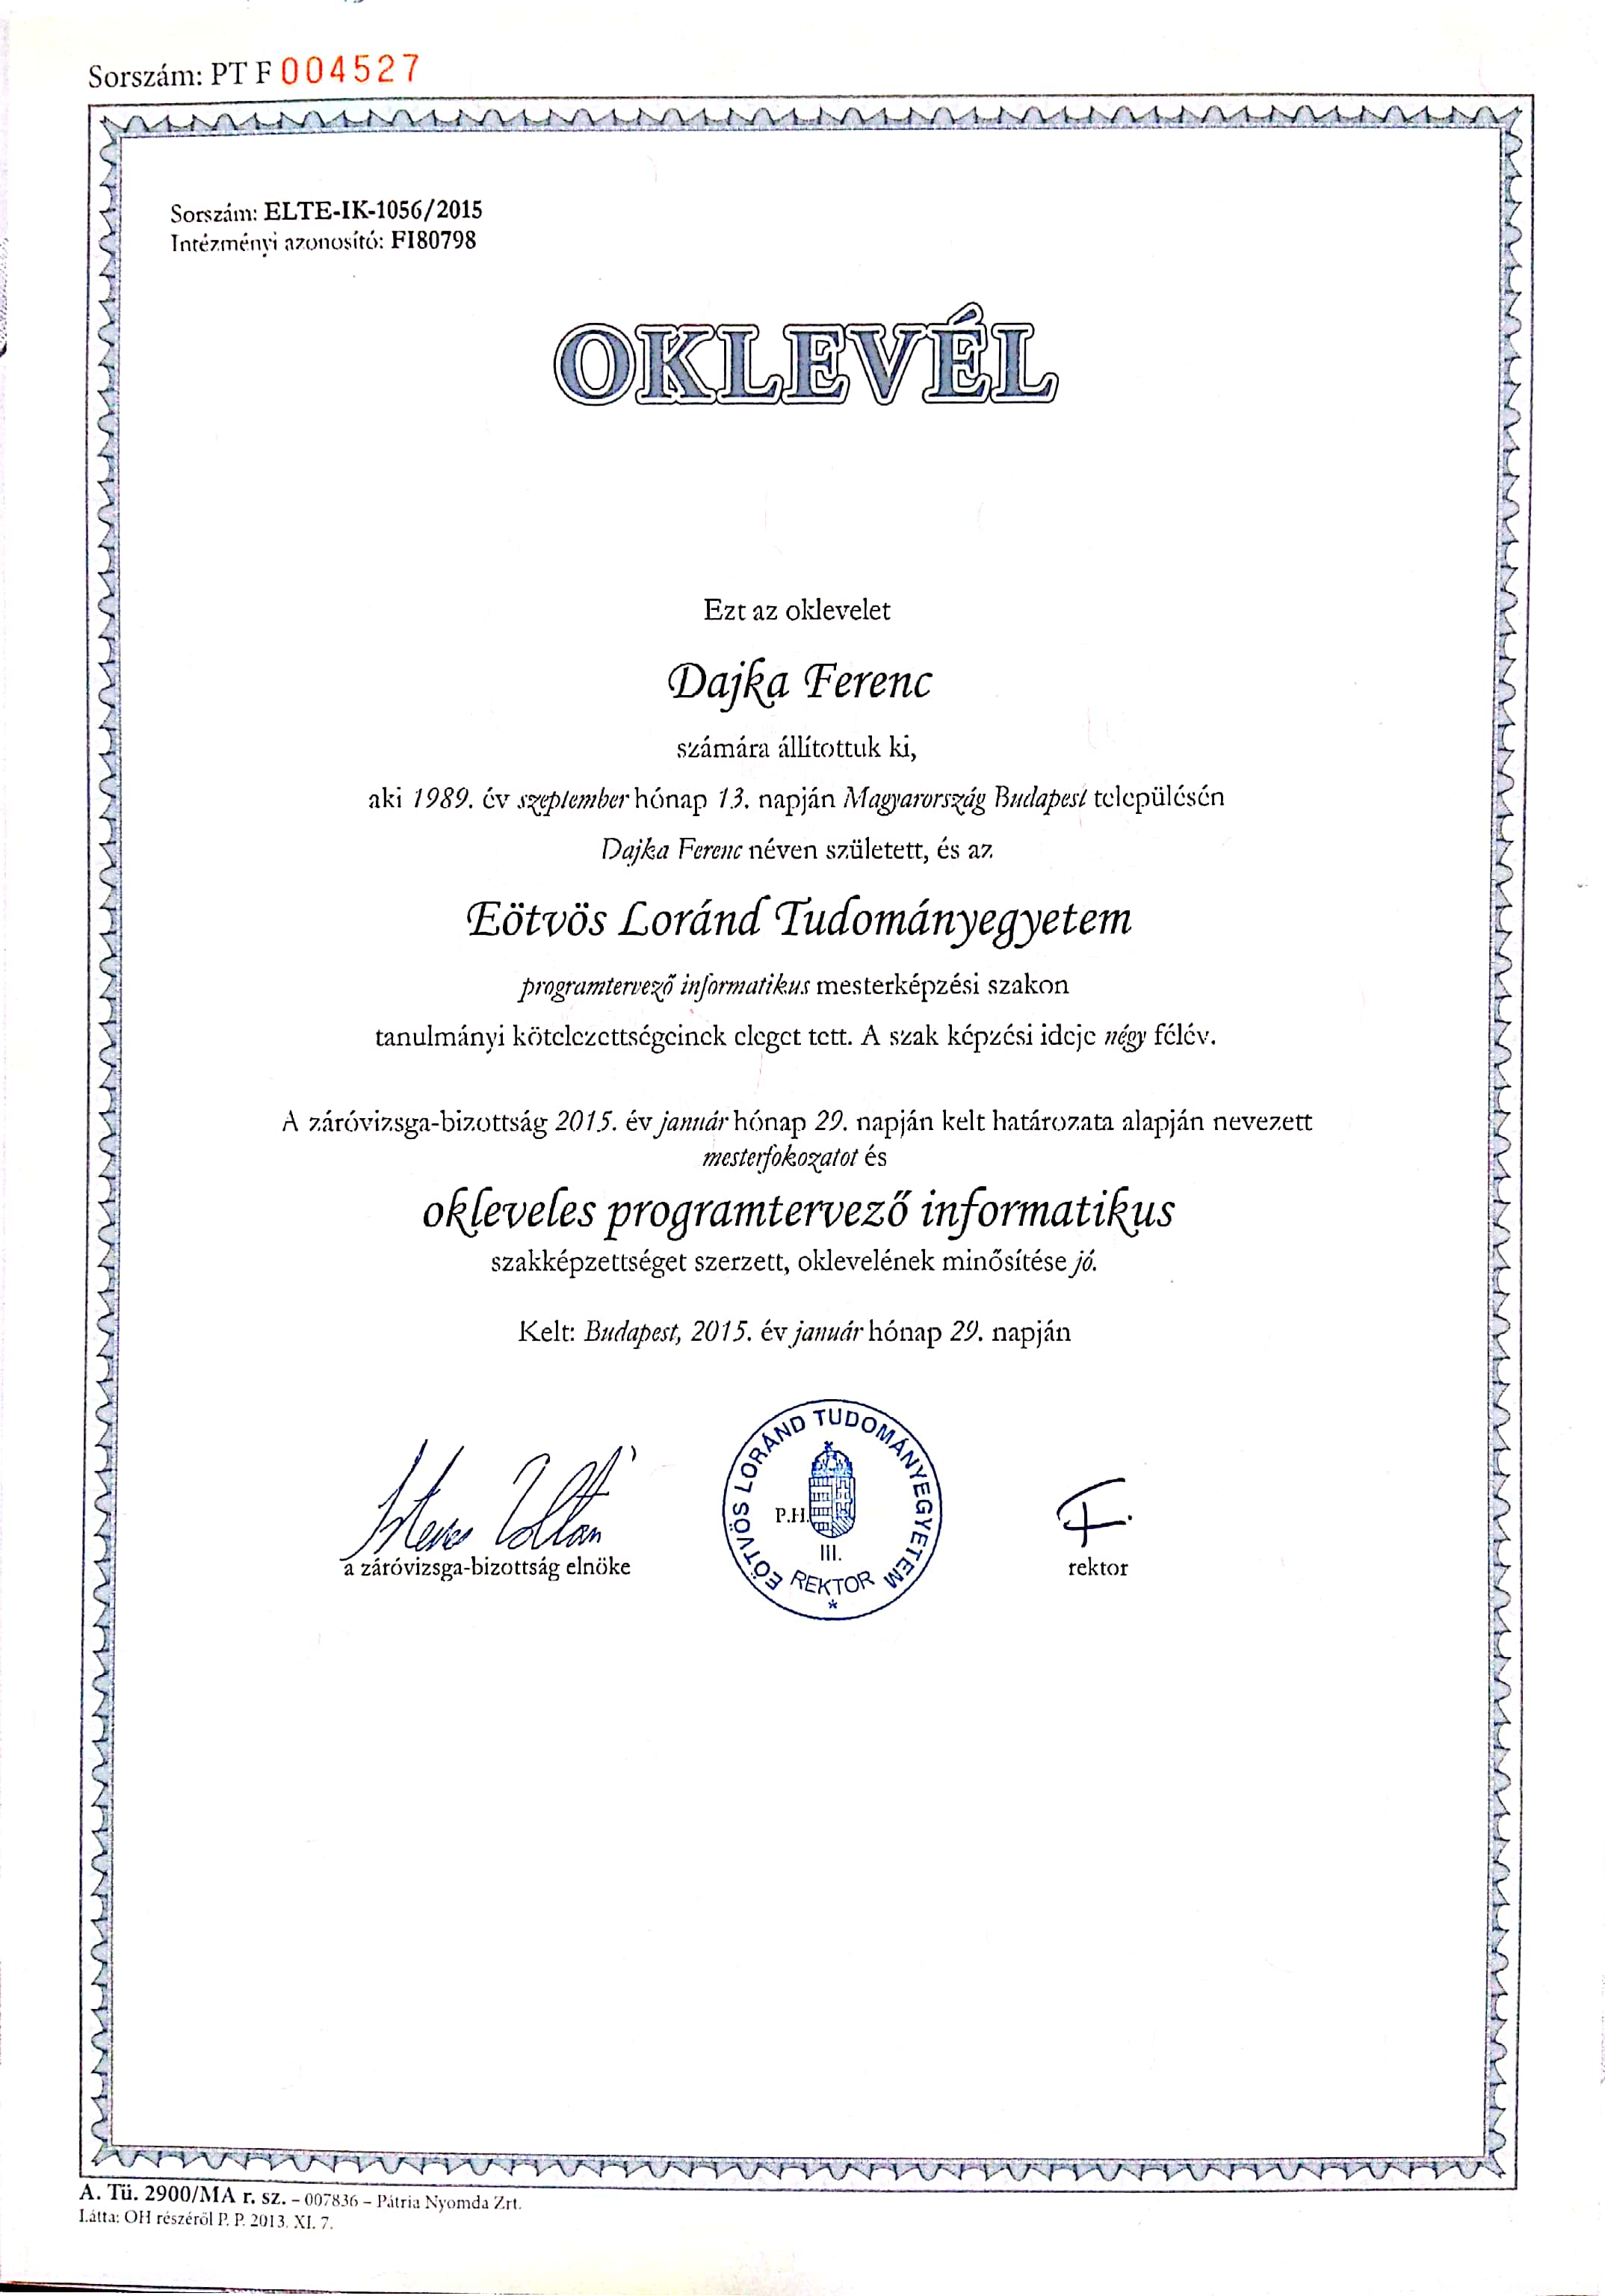 Sorszám: PT F 004527
Sorszám: ELTE-IK-1056/2015
Intézményi azonosító: FI80798
OKLEVÉL
Ezt az oklevelet
Dajka Ferenc
számára állítottuk ki,
aki 1989. év szeptember hónap 13. napján Magyarország Budapest településén
Dajka Ferenc néven született, és az
Eötvös Loránd Tudományegyetem
programtervező informatikus mesterképzési szakon
tanulmányi kötelezettségeinek eleget tett. A szak képzési ideje négy félév.
A záróvizsga-bizottság 2015. év január hónap 29. napján kelt határozata alapján nevezett
mesterfokozatot és
okleveles programtervező informatikus
szakképzettséget szerzett, oklevelének minősítése jó.
Kelt: Budapest, 2015. év január hónap 29. napján
EÖTVÖS LORÁND TUDOMÁNYEGYETEM
P.H.
III.
REKTOR
*
a záróvizsga-bizottság elnöke
rektor
A. Tü. 2900/MA r. sz. – 007836 – Pátria Nyomda Zrt.
Látta: OH részéről P. P. 2013. XI. 7.